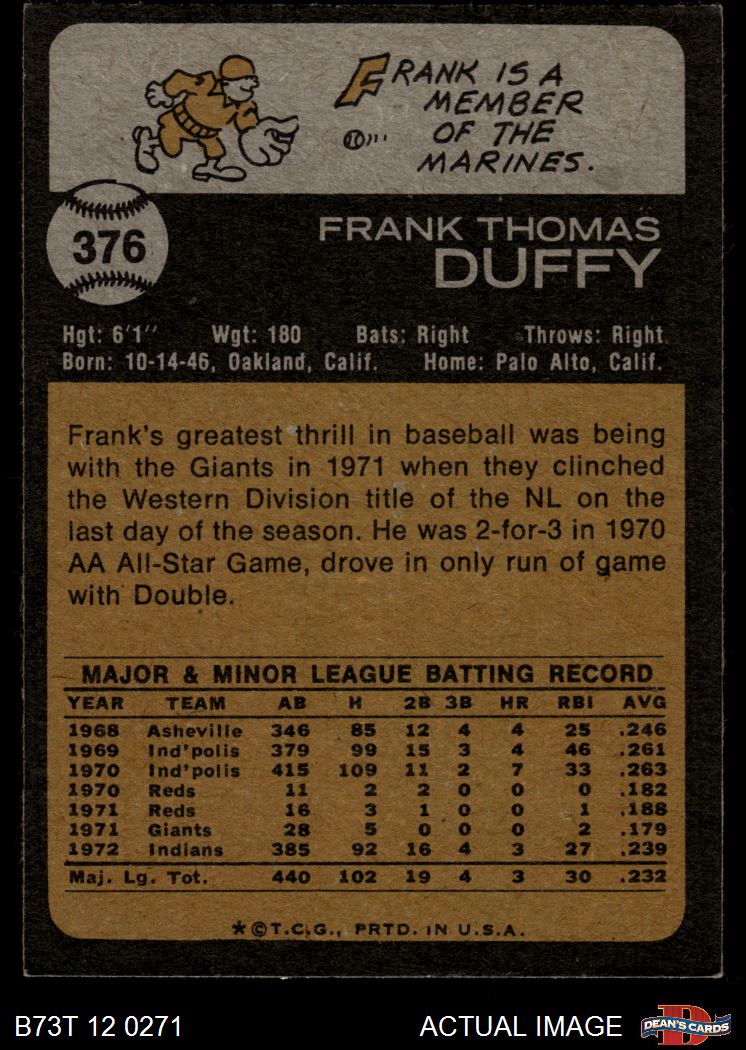 FRANK IS A
MEMBER
OF THE
MARINES.
376
FRANK THOMAS
DUFFY
Hgt: 6'1" Wgt: 180 Bats: Right Throws: Right
Born: 10-14-46, Oakland, Calif. Home: Palo Alto, Calif.
Frank's greatest thrill in baseball was being
with the Giants in 1971 when they clinched
the Western Division title of the NL on the
last day of the season. He was 2-for-3 in 1970
AA All-Star Game, drove in only run of game
with Double.
MAJOR & MINOR LEAGUE BATTING RECORD
YEAR TEAM AB H 2B 3B HR RBI AVG
1968 Asheville 346 85 12 4 4 25 .246
1969 Ind'polis 379 99 15 3 4 46 .261
1970 Ind'polis 415 109 11 2 7 33 .263
1970 Reds 11 2 2 0 0 0 .182
1971 Reds 16 3 1 0 0 1 .188
1971 Giants 28 5 0 0 0 2 .179
1972 Indians 385 92 16 4 3 27 .239
Maj. Lg. Tot. 440 102 19 4 3 30 .232
*©T.C.G., PRTD. IN U.S.A.
B73T 12 0271 ACTUAL IMAGE DEAN'S CARDS